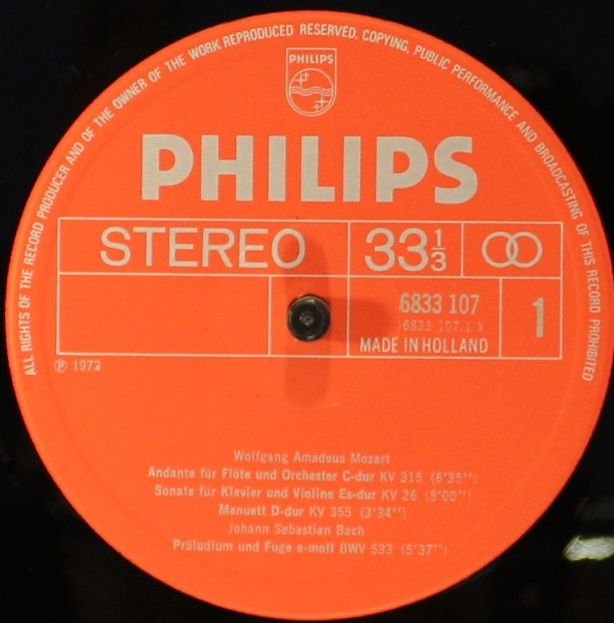 ALL RIGHTS OF THE RECORD PRODUCER AND OF THE OWNER OF THE WORK REPRODUCED RESERVED. COPYING, PUBLIC PERFORMANCE AND BROADCASTING OF THIS RECORD PROHIBITED
PHILIPS
PHILIPS
STEREO 33 1/3
6833 107 1
6833 107.1 Y
MADE IN HOLLAND
℗ 1973
Wolfgang Amadeus Mozart
Andante für Flöte und Orchester C-dur KV 315 (6'35'')
Sonate für Klavier und Violine Es-dur KV 26 (8'00'')
Menuett D-dur KV 355 (3'34'')
Johann Sebastian Bach
Präludium und Fuge e-moll BWV 533 (5'37'')